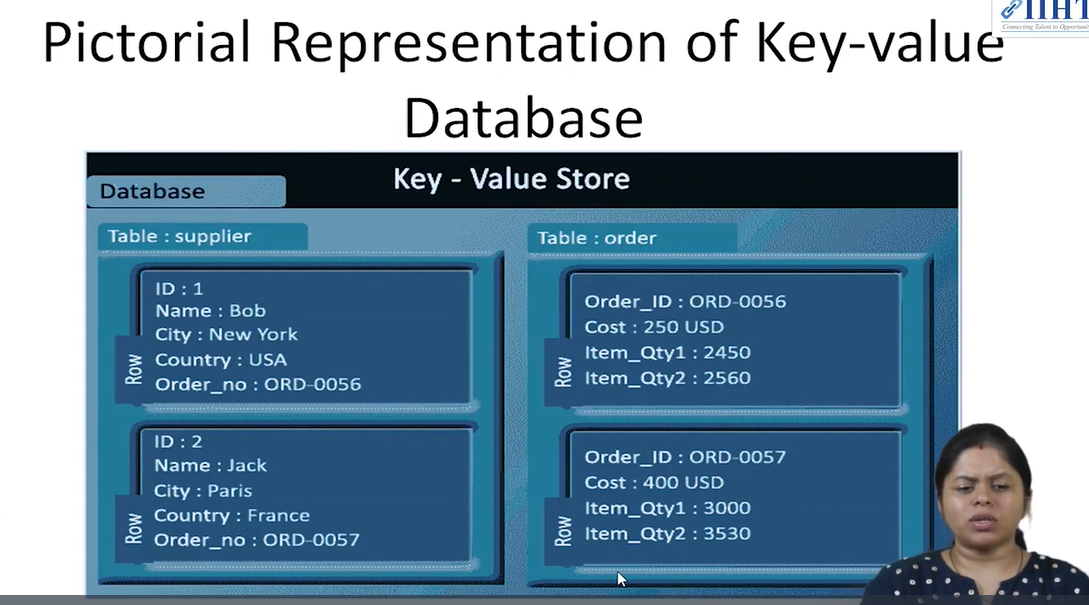 Pictorial Representation of Key-value
Database
IIHT
Connecting Talent to Opportunity
Key - Value Store
Database
Table : supplier
ID : 1
Name : Bob
City : New York
Country : USA
Order_no : ORD-0056
Row
ID : 2
Name : Jack
City : Paris
Country : France
Order_no : ORD-0057
Row
Table : order
Order_ID : ORD-0056
Cost : 250 USD
Item_Qty1 : 2450
Item_Qty2 : 2560
Row
Order_ID : ORD-0057
Cost : 400 USD
Item_Qty1 : 3000
Item_Qty2 : 3530
Row